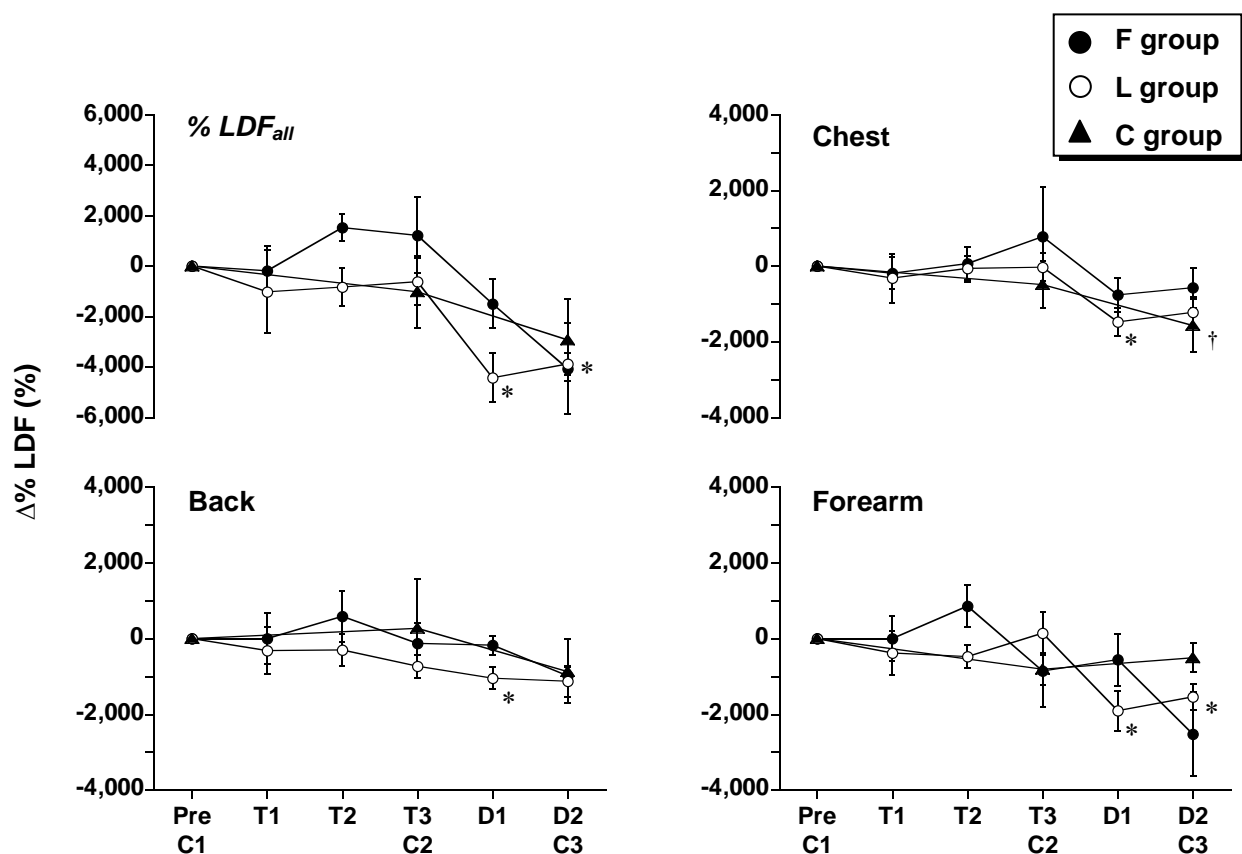 F group
L group
C group
Δ% LDF (%)
% LDFall
6,000
4,000
2,000
0
-2,000
-4,000
-6,000
*
*
Chest
4,000
2,000
0
-2,000
-4,000
*
†
Back
4,000
2,000
0
-2,000
-4,000
*
Pre T1 T2 T3 D1 D2
C1 C2 C3
Forearm
4,000
2,000
0
-2,000
-4,000
*
*
Pre T1 T2 T3 D1 D2
C1 C2 C3